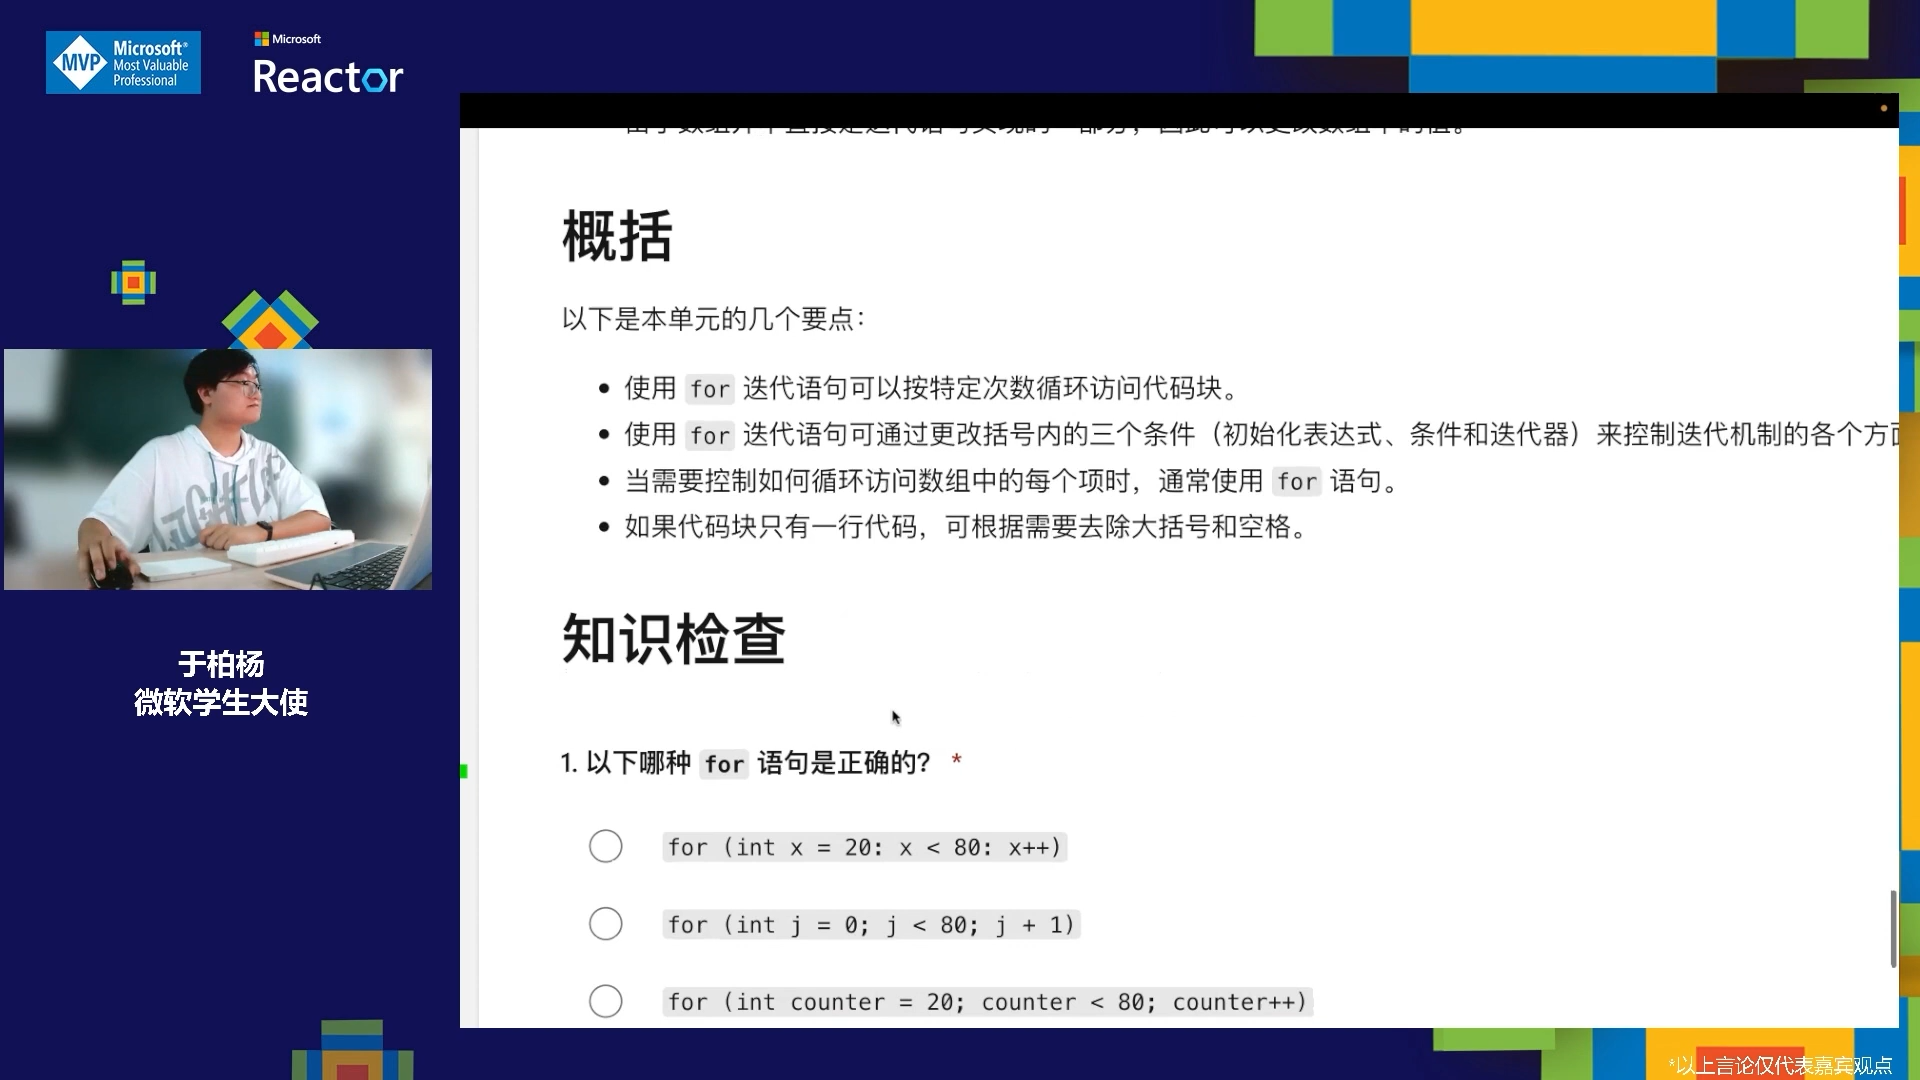 MVP
Microsoft®
Most Valuable
Professional
Microsoft
Reactor
概括
以下是本单元的几个要点：
使用 for 迭代语句可以按特定次数循环访问代码块。
使用 for 迭代语句可通过更改括号内的三个条件（初始化表达式、条件和迭代器）来控制迭代机制的各个方面
当需要控制如何循环访问数组中的每个项时，通常使用 for 语句。
如果代码块只有一行代码，可根据需要去除大括号和空格。
知识检查
1. 以下哪种 for 语句是正确的？ *
for (int x = 20: x < 80: x++)
for (int j = 0; j < 80; j + 1)
for (int counter = 20; counter < 80; counter++)
于柏杨
微软学生大使
*以上言论仅代表嘉宾观点